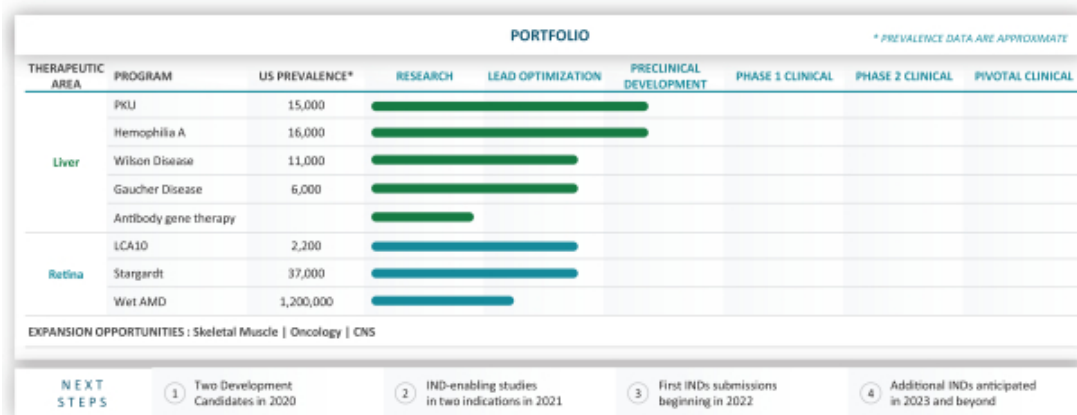 PORTFOLIO
* PREVALENCE DATA ARE APPROXIMATE
THERAPEUTIC AREA PROGRAM US PREVALENCE* RESEARCH LEAD OPTIMIZATION PRECLINICAL DEVELOPMENT PHASE 1 CLINICAL PHASE 2 CLINICAL PIVOTAL CLINICAL
PKU 15,000
Hemophilia A 16,000
Liver Wilson Disease 11,000
Gaucher Disease 6,000
Antibody gene therapy
LCA10 2,200
Retina Stargardt 37,000
Wet AMD 1,200,000
EXPANSION OPPORTUNITIES : Skeletal Muscle | Oncology | CNS
NEXT STEPS
1 Two Development
Candidates in 2020
2 IND-enabling studies
in two indications in 2021
3 First INDs submissions
beginning in 2022
4 Additional INDs anticipated
in 2023 and beyond